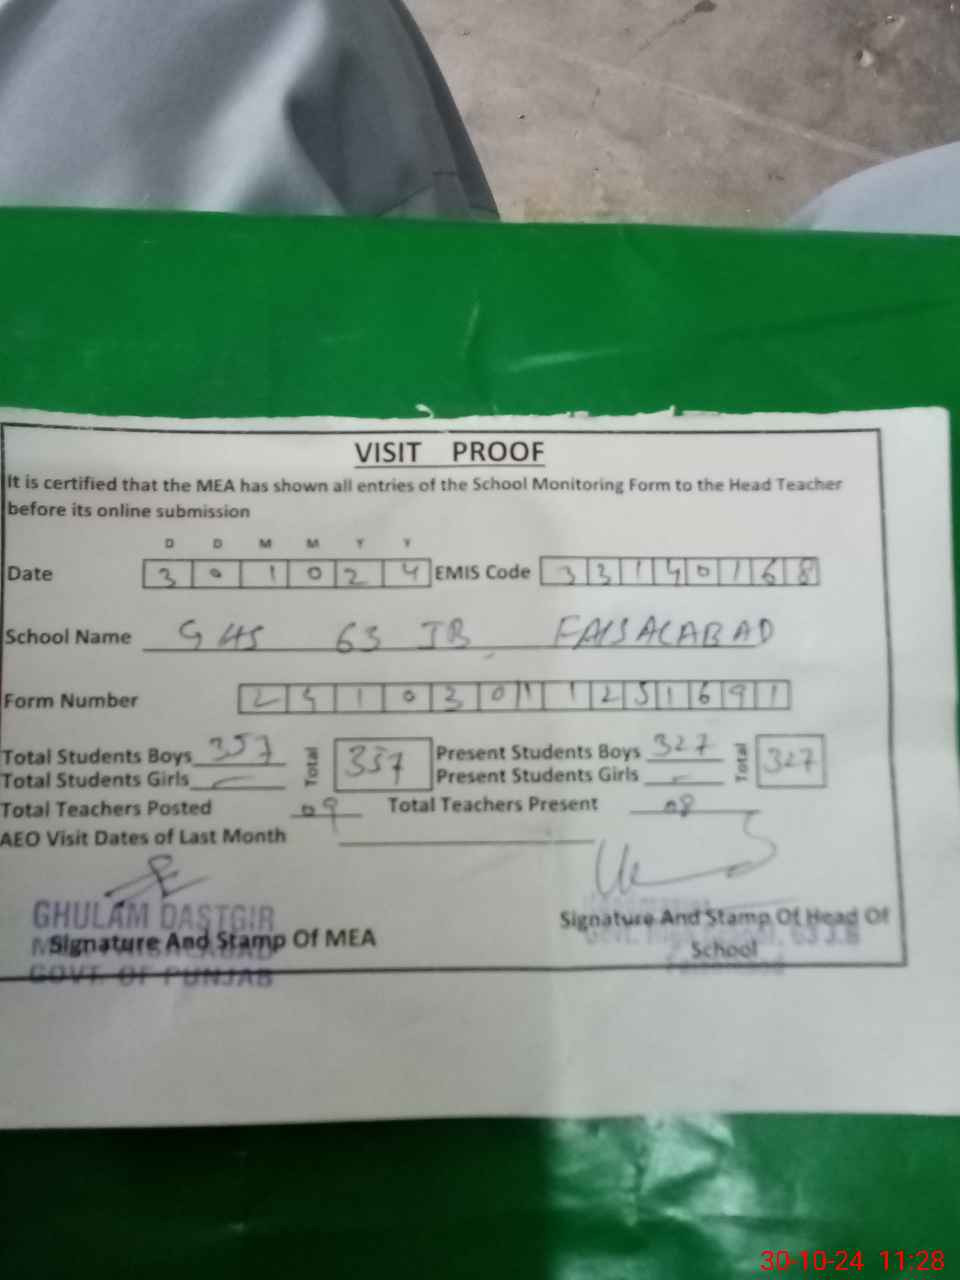 VISIT PROOF
It is certified that the MEA has shown all entries of the School Monitoring Form to the Head Teacher
before its online submission
D D M M Y Y
Date 3 0 1 0 2 4 EMIS Code 3 3 1 4 0 1 6 8
School Name GHS 63 JB FAISALABAD
Form Number
Total Students Boys 357 Total 357 Present Students Boys 327 Total 327
Total Students Girls – Present Students Girls –
Total Teachers Posted 09 Total Teachers Present 08
AEO Visit Dates of Last Month
GHULAM DASTGIR
Signature And Stamp Of MEA
FAISALABAD
GOVT. OF PUNJAB
Signature And Stamp Of Head Of
School
63 J.B
30-10-24 11:28